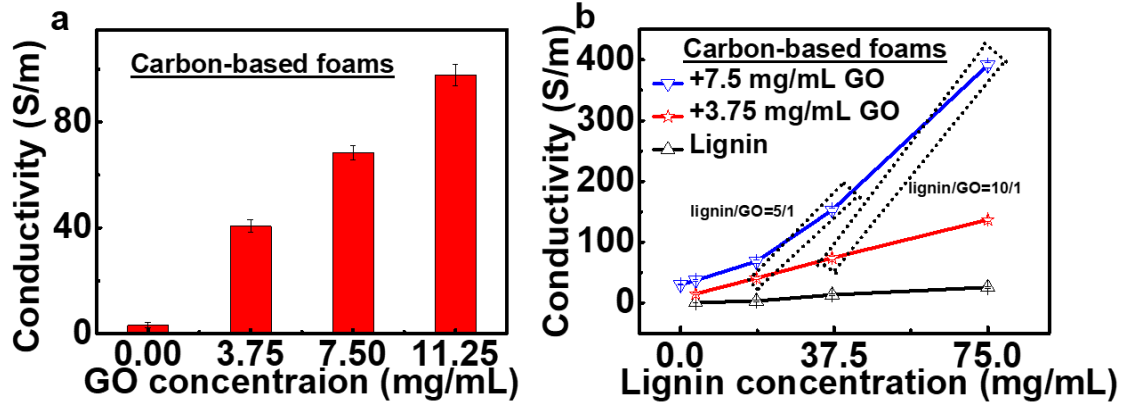 a
Carbon-based foams
Conductivity (S/m)
80
40
0
0.00 3.75 7.50 11.25
GO concentraion (mg/mL)
b
Carbon-based foams
+7.5 mg/mL GO
+3.75 mg/mL GO
Lignin
lignin/GO=5/1
lignin/GO=10/1
Conductivity (S/m)
400
300
200
100
0
0.0 37.5 75.0
Lignin concentration (mg/mL)